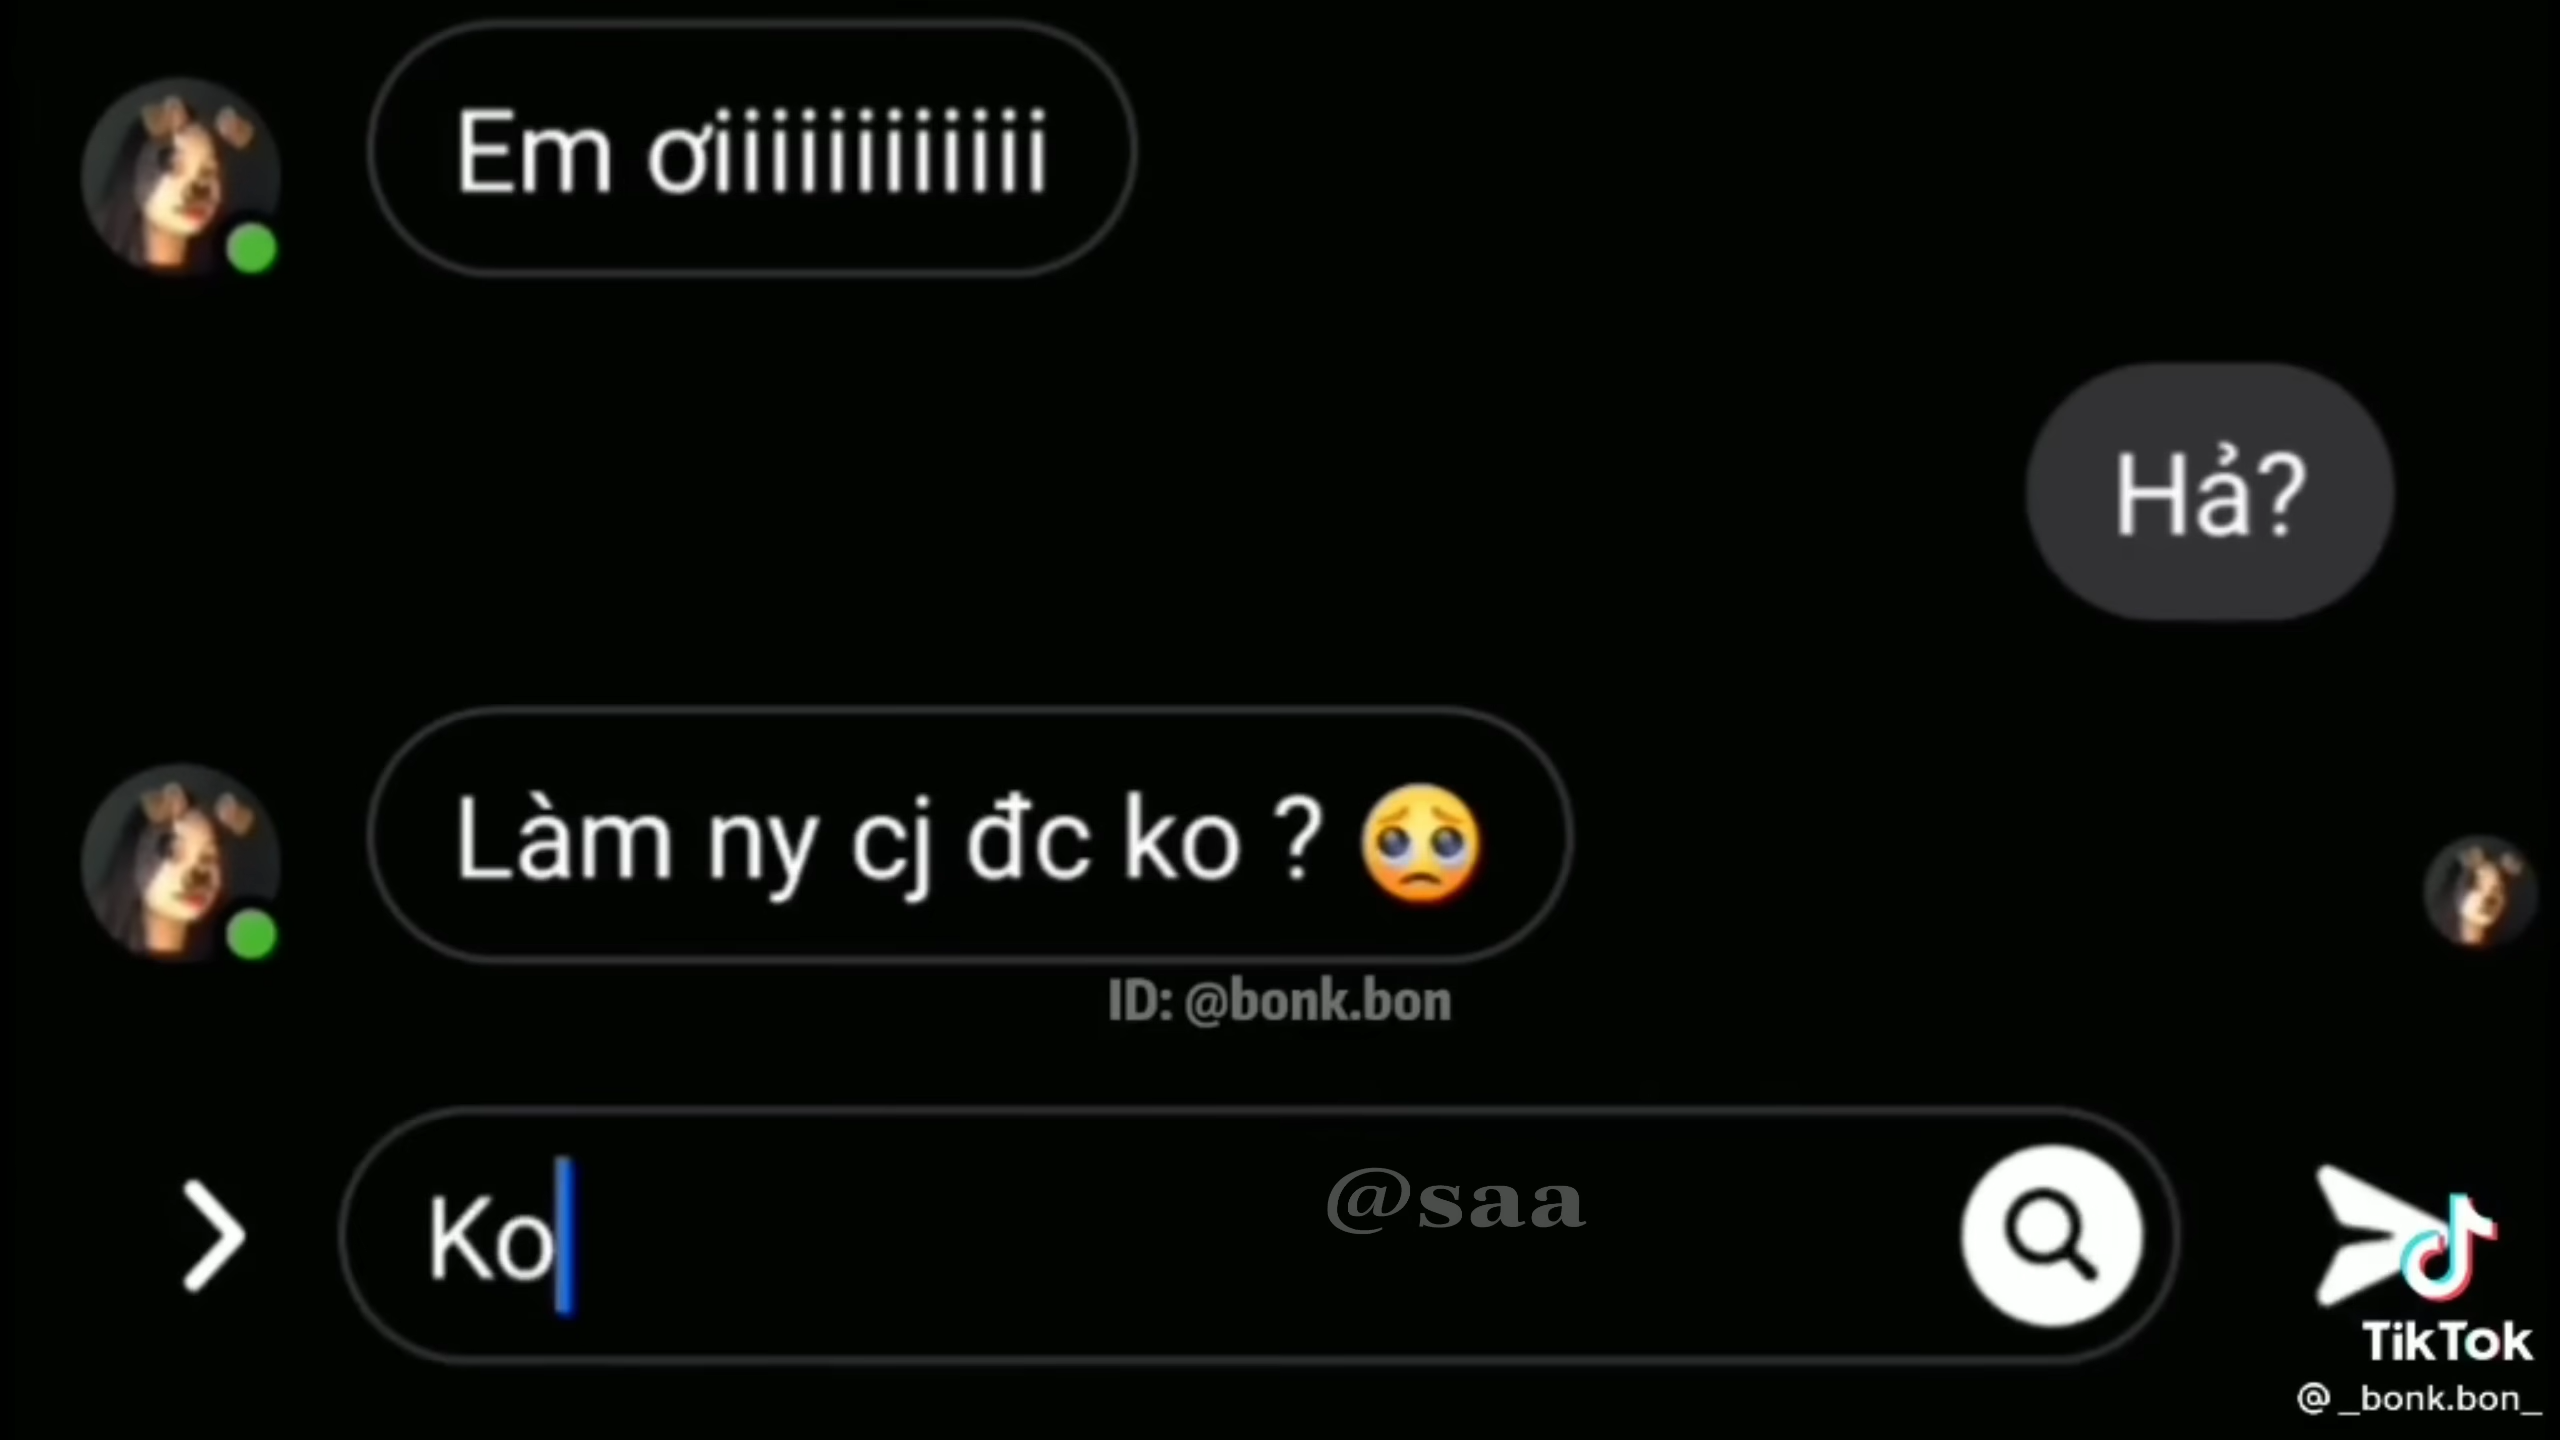 Em ơiiiiiiiiiiii
Hả?
Làm ny cj đc ko ? 🥺
ID: @bonk.bon
Ko
@saa
TikTok
@_bonk.bon_